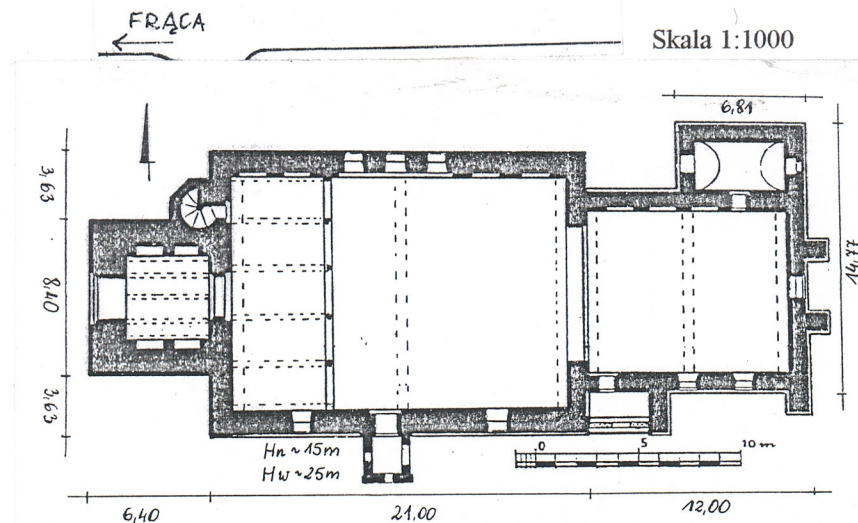 FRĄCA
Skala 1:1000
6,81
3,63
8,40
14,77
3,63
Hn ~ 15m
Hw ~ 25m
0 5 10 m
6,40 21,00 12,00